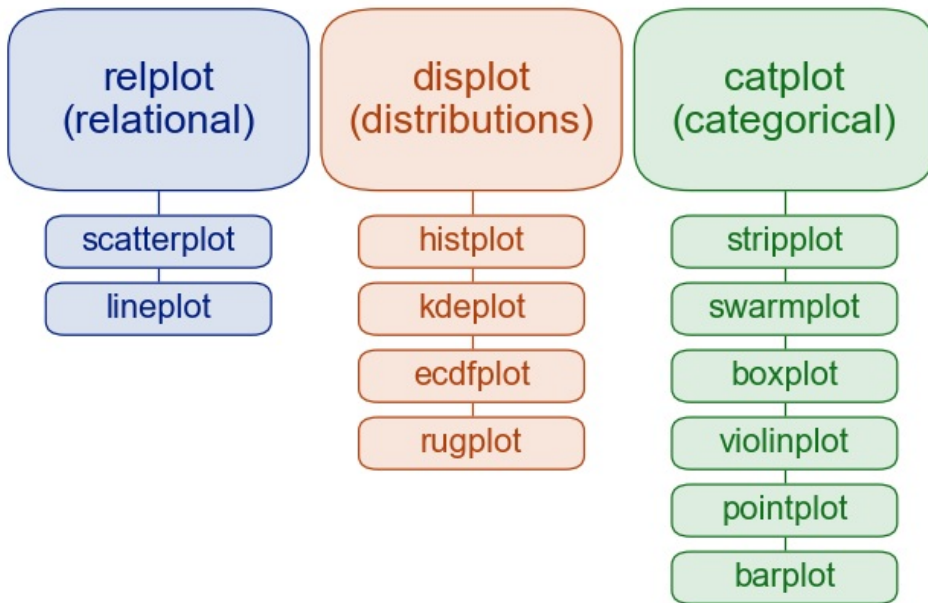 relplot
(relational)
scatterplot
lineplot
displot
(distributions)
histplot
kdeplot
ecdfplot
rugplot
catplot
(categorical)
stripplot
swarmplot
boxplot
violinplot
pointplot
barplot